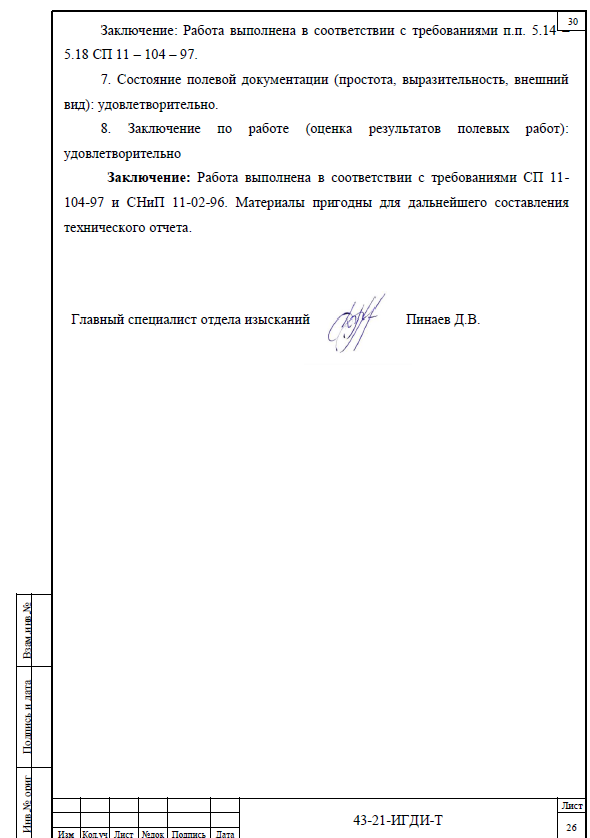 30
Заключение: Работа выполнена в соответствии с требованиями п.п. 5.14 –
5.18 СП 11 – 104 – 97.
7. Состояние полевой документации (простота, выразительность, внешний
вид): удовлетворительно.
8. Заключение по работе (оценка результатов полевых работ):
удовлетворительно
Заключение: Работа выполнена в соответствии с требованиями СП 11-
104-97 и СНиП 11-02-96. Материалы пригодны для дальнейшего составления
технического отчета.
Главный специалист отдела изысканий Пинаев Д.В.
Взам.инв.№
Подпись и дата
Инв.№ ориг
Изм Кол.уч Лист №док Подпись Дата
43-21-ИГДИ-Т
Лист
26